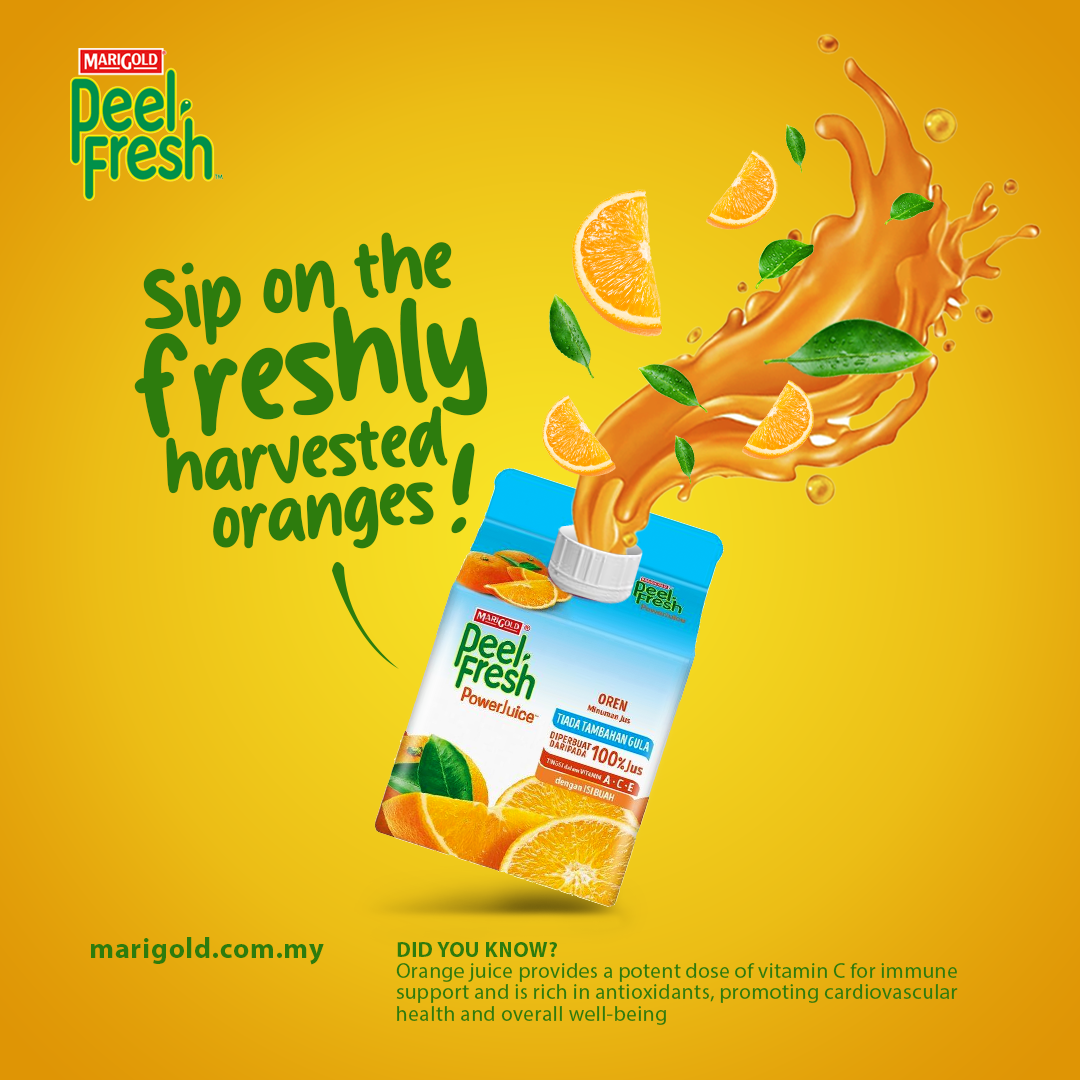 MARIGOLD
Peel
Fresh™
Sip on the
freshly
harvested
oranges!
MARIGOLD
Peel
Fresh
MARIGOLD®
Peel
Fresh
PowerJuice™
OREN
Minuman Jus
TIADA TAMBAHAN GULA
DIPERBUAT
DARIPADA 100% Jus
TINGGI dalam VITAMIN A·C·E
dengan ISI BUAH
marigold.com.my
DID YOU KNOW?
Orange juice provides a potent dose of vitamin C for immune
support and is rich in antioxidants, promoting cardiovascular
health and overall well-being